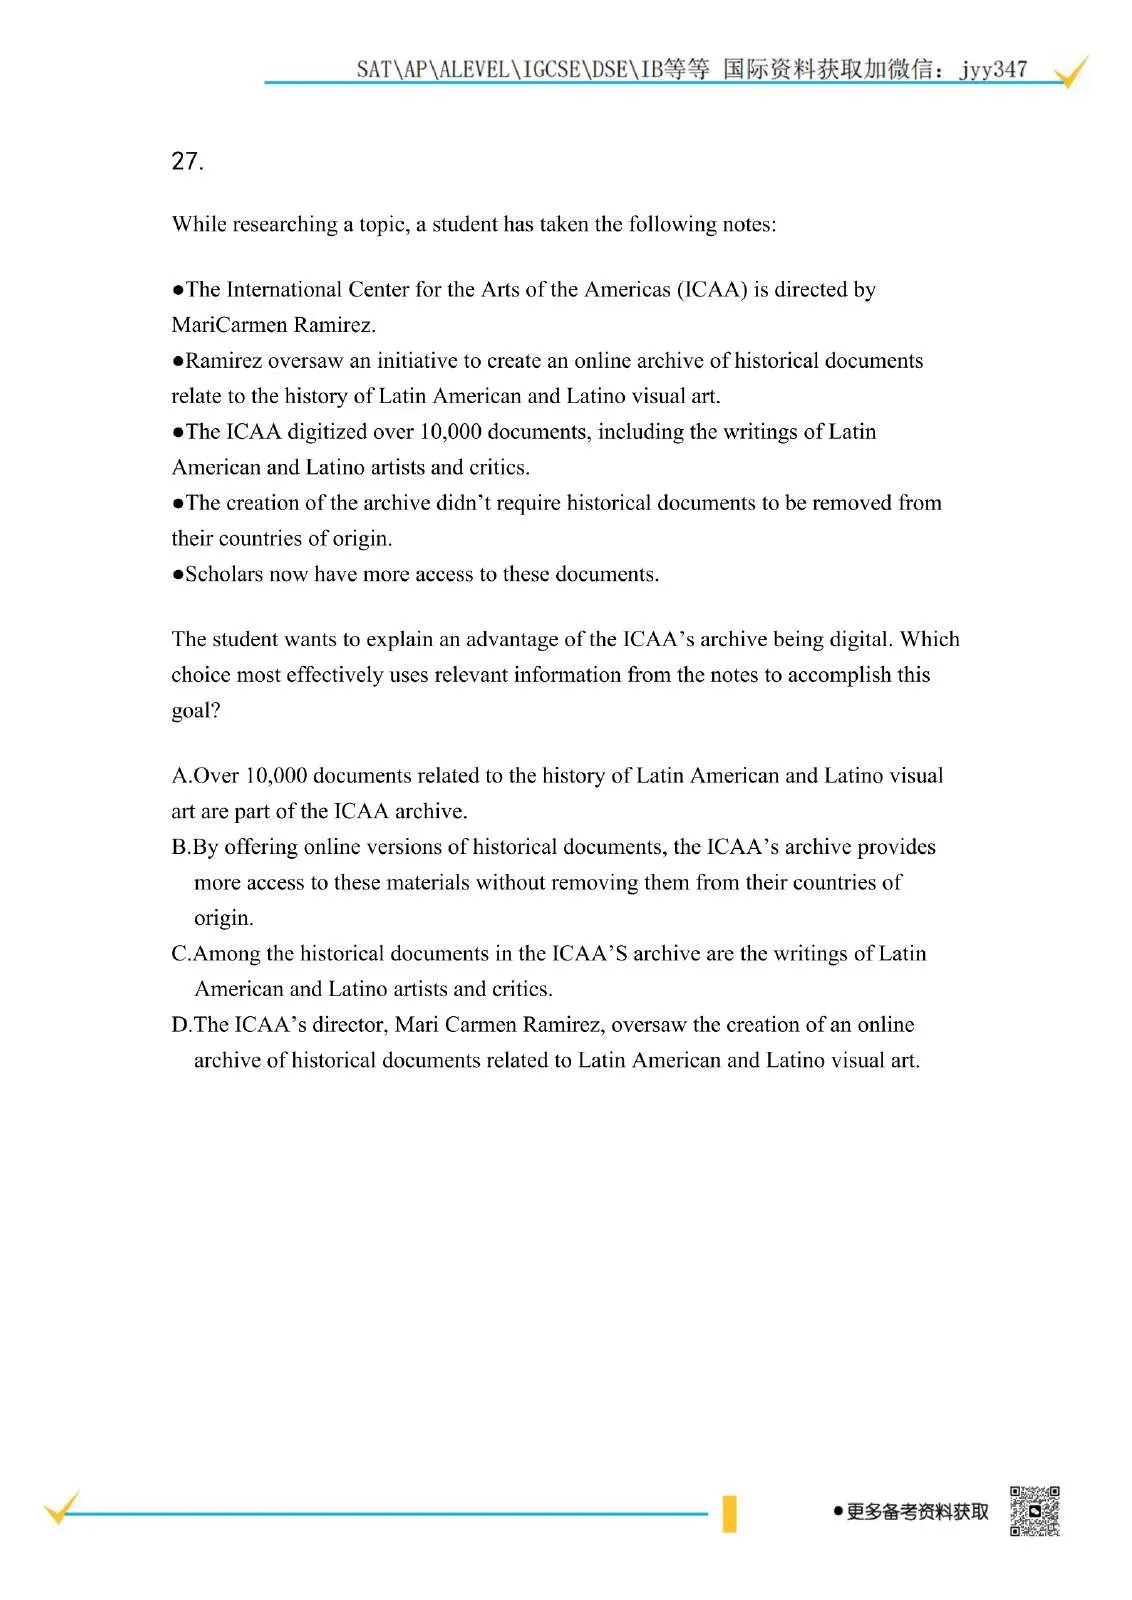 SAT\AP\ALEVEL\IGCSE\DSE\IB等等 国际资料获取加微信：jyy347
27.
While researching a topic, a student has taken the following notes:
●The International Center for the Arts of the Americas (ICAA) is directed by
MariCarmen Ramirez.
●Ramirez oversaw an initiative to create an online archive of historical documents
relate to the history of Latin American and Latino visual art.
●The ICAA digitized over 10,000 documents, including the writings of Latin
American and Latino artists and critics.
●The creation of the archive didn’t require historical documents to be removed from
their countries of origin.
●Scholars now have more access to these documents.
The student wants to explain an advantage of the ICAA’s archive being digital. Which
choice most effectively uses relevant information from the notes to accomplish this
goal?
A.Over 10,000 documents related to the history of Latin American and Latino visual
art are part of the ICAA archive.
B.By offering online versions of historical documents, the ICAA’s archive provides
more access to these materials without removing them from their countries of
origin.
C.Among the historical documents in the ICAA’S archive are the writings of Latin
American and Latino artists and critics.
D.The ICAA’s director, Mari Carmen Ramirez, oversaw the creation of an online
archive of historical documents related to Latin American and Latino visual art.
●更多备考资料获取